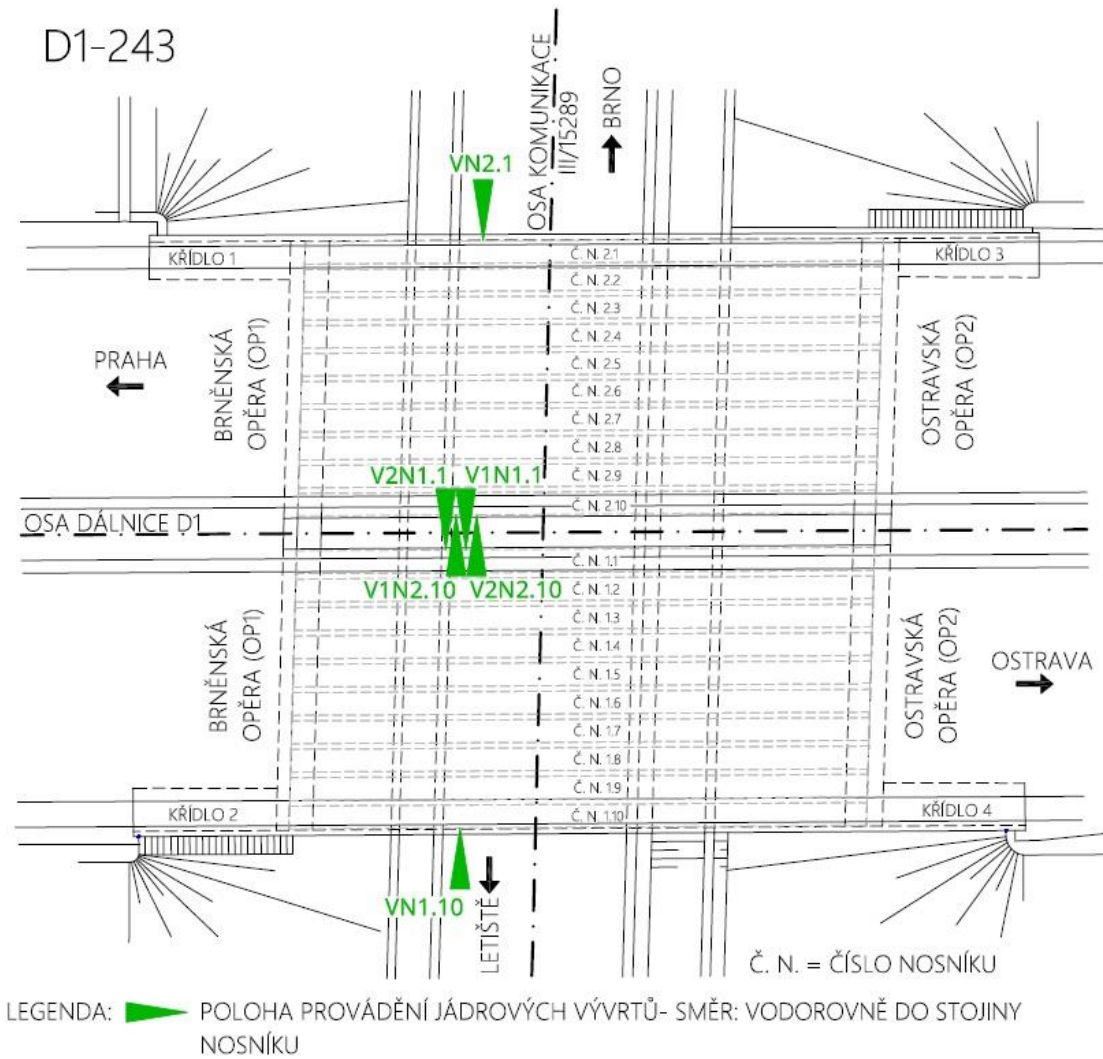 D1-243
OSA KOMUNIKACE
III/15289
BRNO
VN2.1
KŘÍDLO 1
Č. N. 2.1
KŘÍDLO 3
Č. N. 2.2
Č. N. 2.3
Č. N. 2.4
Č. N. 2.5
Č. N. 2.6
Č. N. 2.7
Č. N. 2.8
Č. N. 2.9
Č. N. 2.10
PRAHA
BRNĚNSKÁ
OPĚRA (OP1)
OSTRAVSKÁ
OPĚRA (OP2)
V2N1.1 V1N1.1
OSA DÁLNICE D1
V1N2.10 V2N2.10
Č. N. 1.1
Č. N. 1.2
Č. N. 1.3
Č. N. 1.4
Č. N. 1.5
Č. N. 1.6
Č. N. 1.7
Č. N. 1.8
Č. N. 1.9
Č. N. 1.10
BRNĚNSKÁ
OPĚRA (OP1)
OSTRAVSKÁ
OPĚRA (OP2)
OSTRAVA
KŘÍDLO 2
KŘÍDLO 4
VN1.10
LETIŠTĚ
Č. N. = ČÍSLO NOSNÍKU
LEGENDA: POLOHA PROVÁDĚNÍ JÁDROVÝCH VÝVRTŮ- SMĚR: VODOROVNĚ DO STOJINY
NOSNÍKU